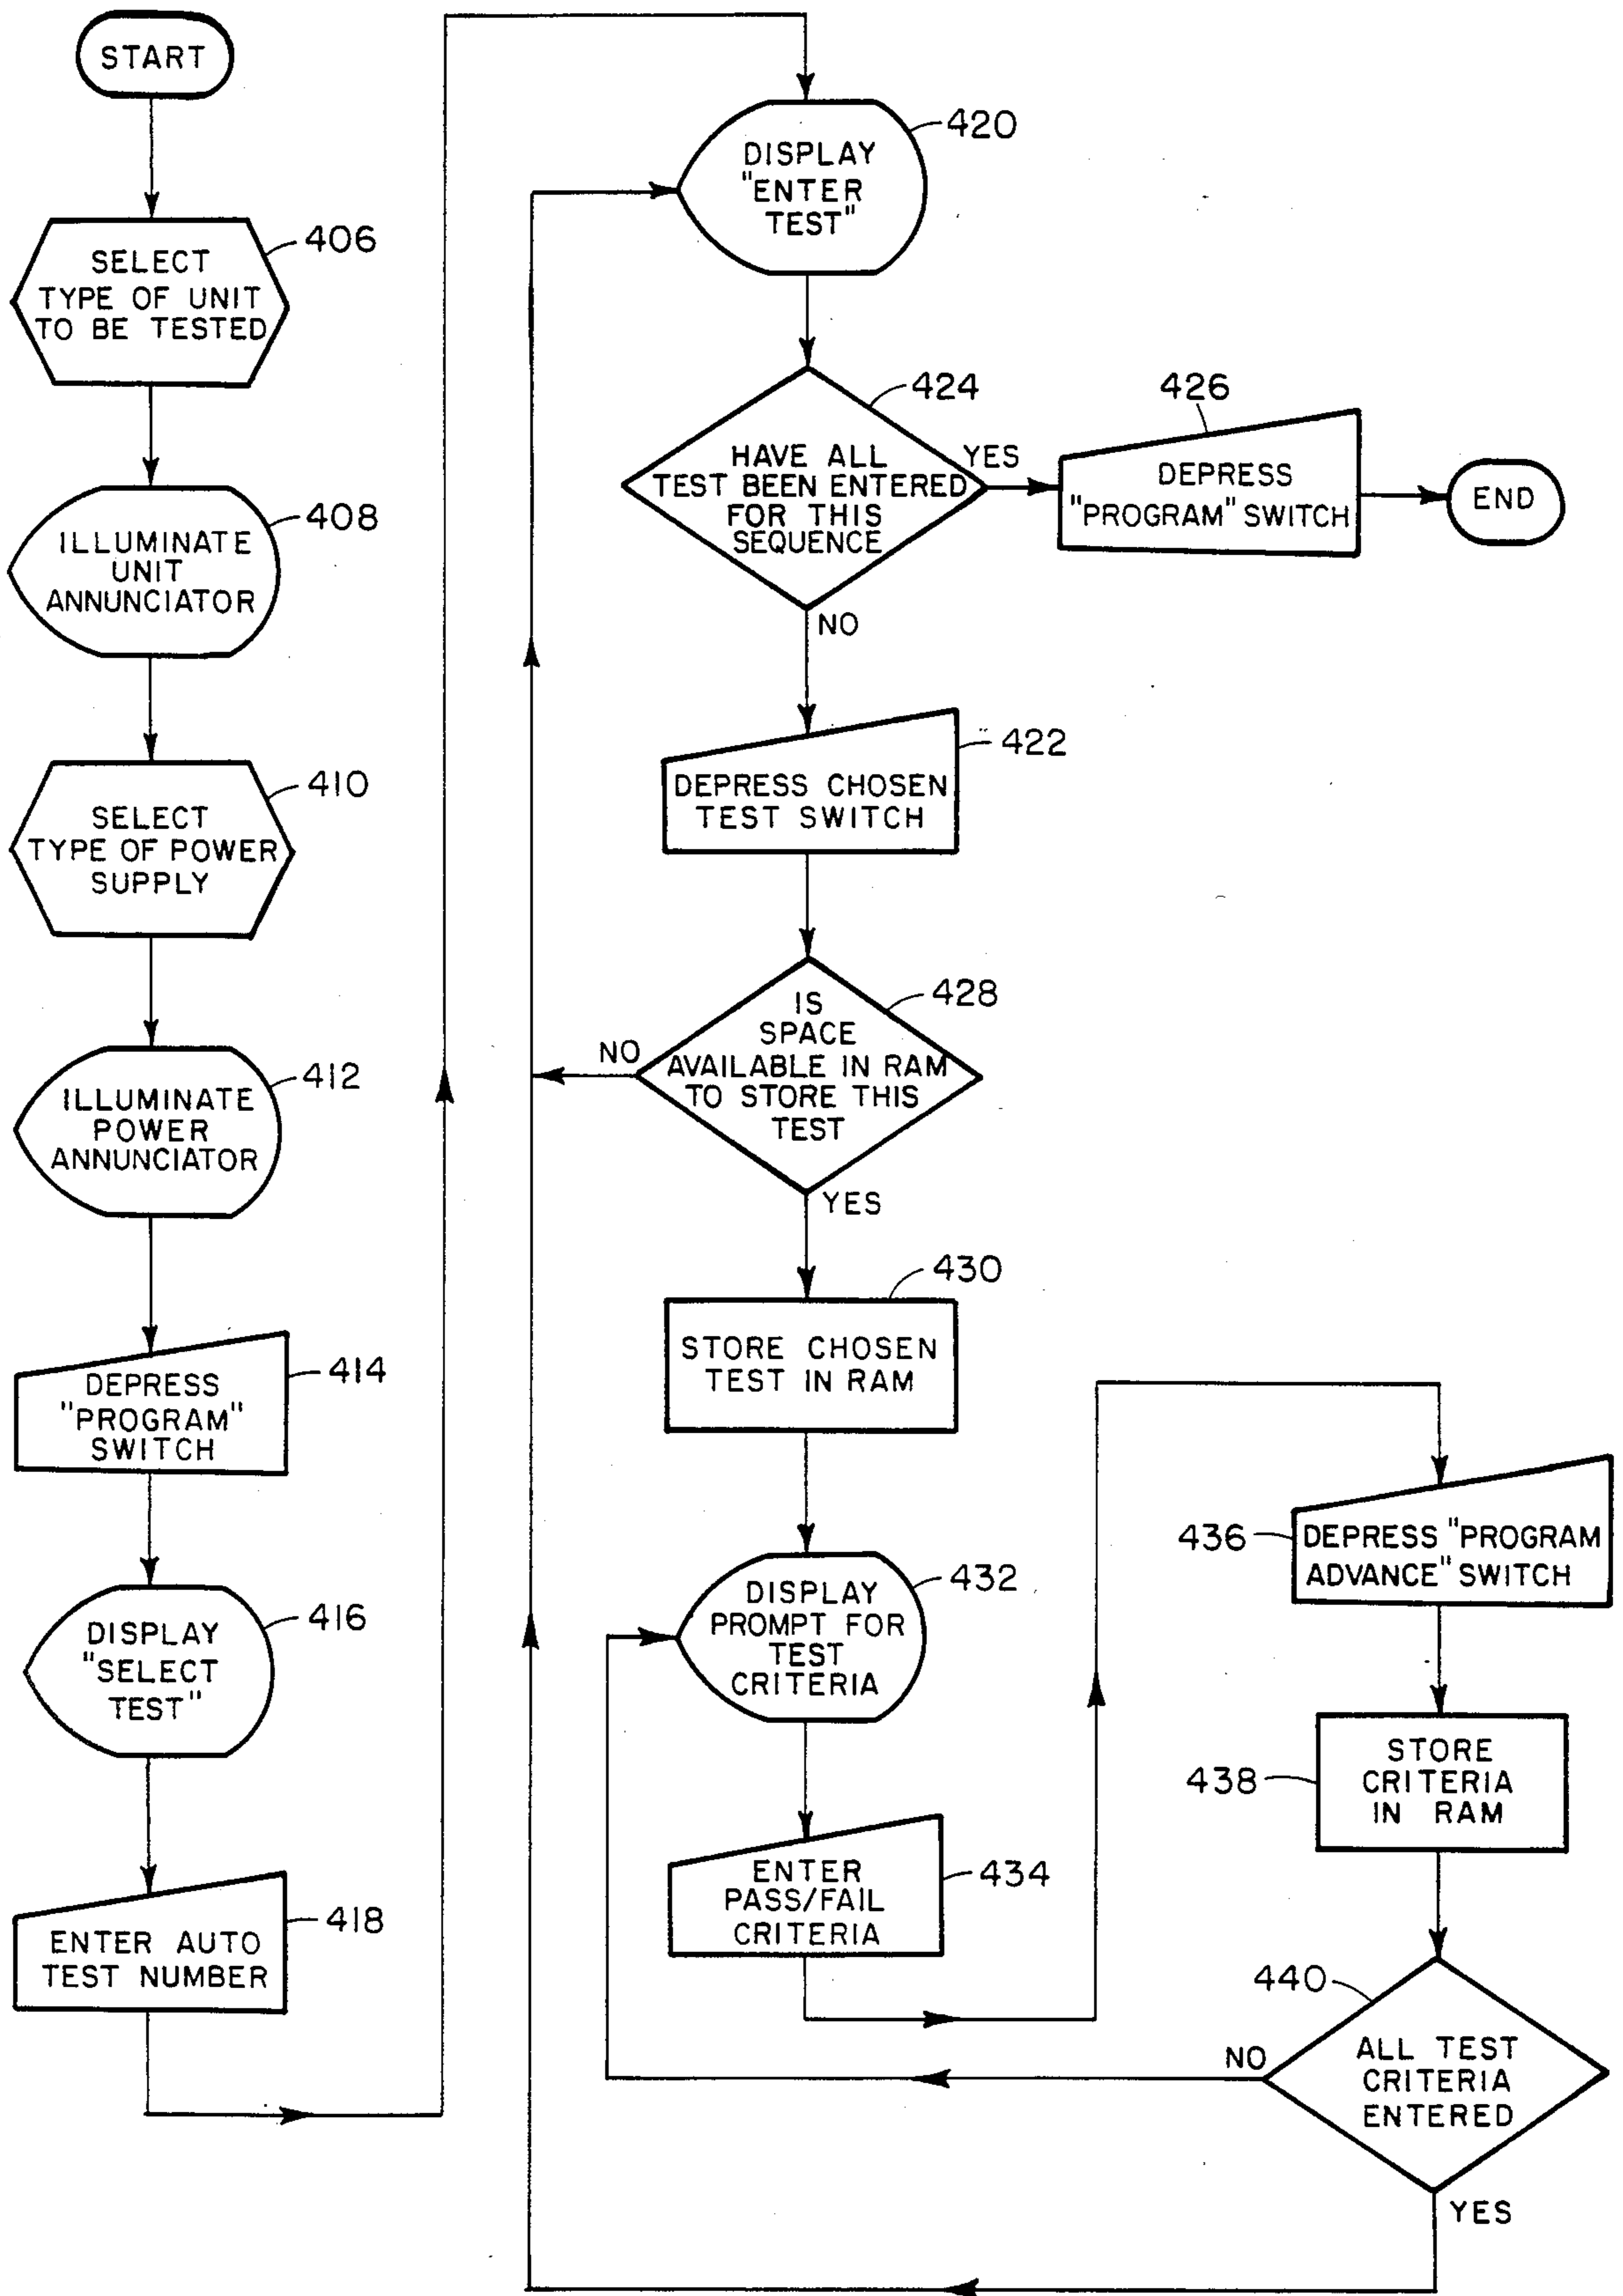 START
406
SELECT
TYPE OF UNIT
TO BE TESTED
408
ILLUMINATE
UNIT
ANNUNCIATOR
410
SELECT
TYPE OF POWER
SUPPLY
412
ILLUMINATE
POWER
ANNUNCIATOR
414
DEPRESS
"PROGRAM"
SWITCH
416
DISPLAY
"SELECT
TEST"
418
ENTER AUTO
TEST NUMBER
420
DISPLAY
"ENTER
TEST"
424
HAVE ALL
TEST BEEN ENTERED
FOR THIS
SEQUENCE
YES
426
DEPRESS
"PROGRAM" SWITCH
END
NO
422
DEPRESS CHOSEN
TEST SWITCH
428
IS
SPACE
AVAILABLE IN RAM
TO STORE THIS
TEST
NO
YES
430
STORE CHOSEN
TEST IN RAM
432
DISPLAY
PROMPT FOR
TEST
CRITERIA
434
ENTER
PASS/FAIL
CRITERIA
436
DEPRESS "PROGRAM
ADVANCE" SWITCH
438
STORE
CRITERIA
IN RAM
440
ALL TEST
CRITERIA
ENTERED
NO
YES